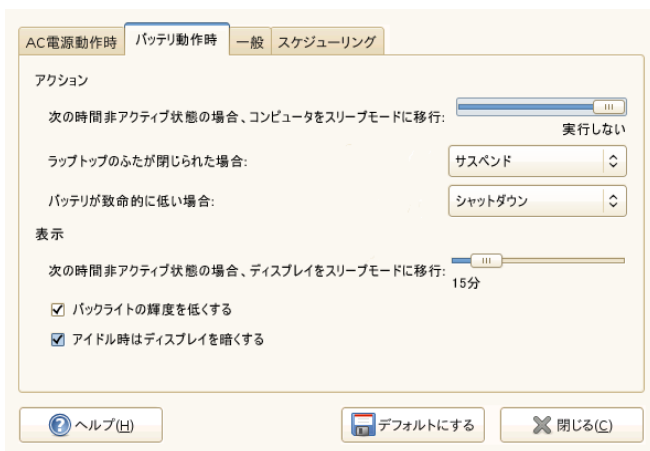 AC電源動作時 バッテリ動作時 一般 スケジューリング
アクション
次の時間非アクティブ状態の場合、コンピュータをスリープモードに移行:
実行しない
ラップトップのふたが閉じられた場合: サスペンド
バッテリが致命的に低い場合: シャットダウン
表示
次の時間非アクティブ状態の場合、ディスプレイをスリープモードに移行:
15分
バックライトの輝度を低くする
アイドル時はディスプレイを暗くする
ヘルプ(H) デフォルトにする 閉じる(C)